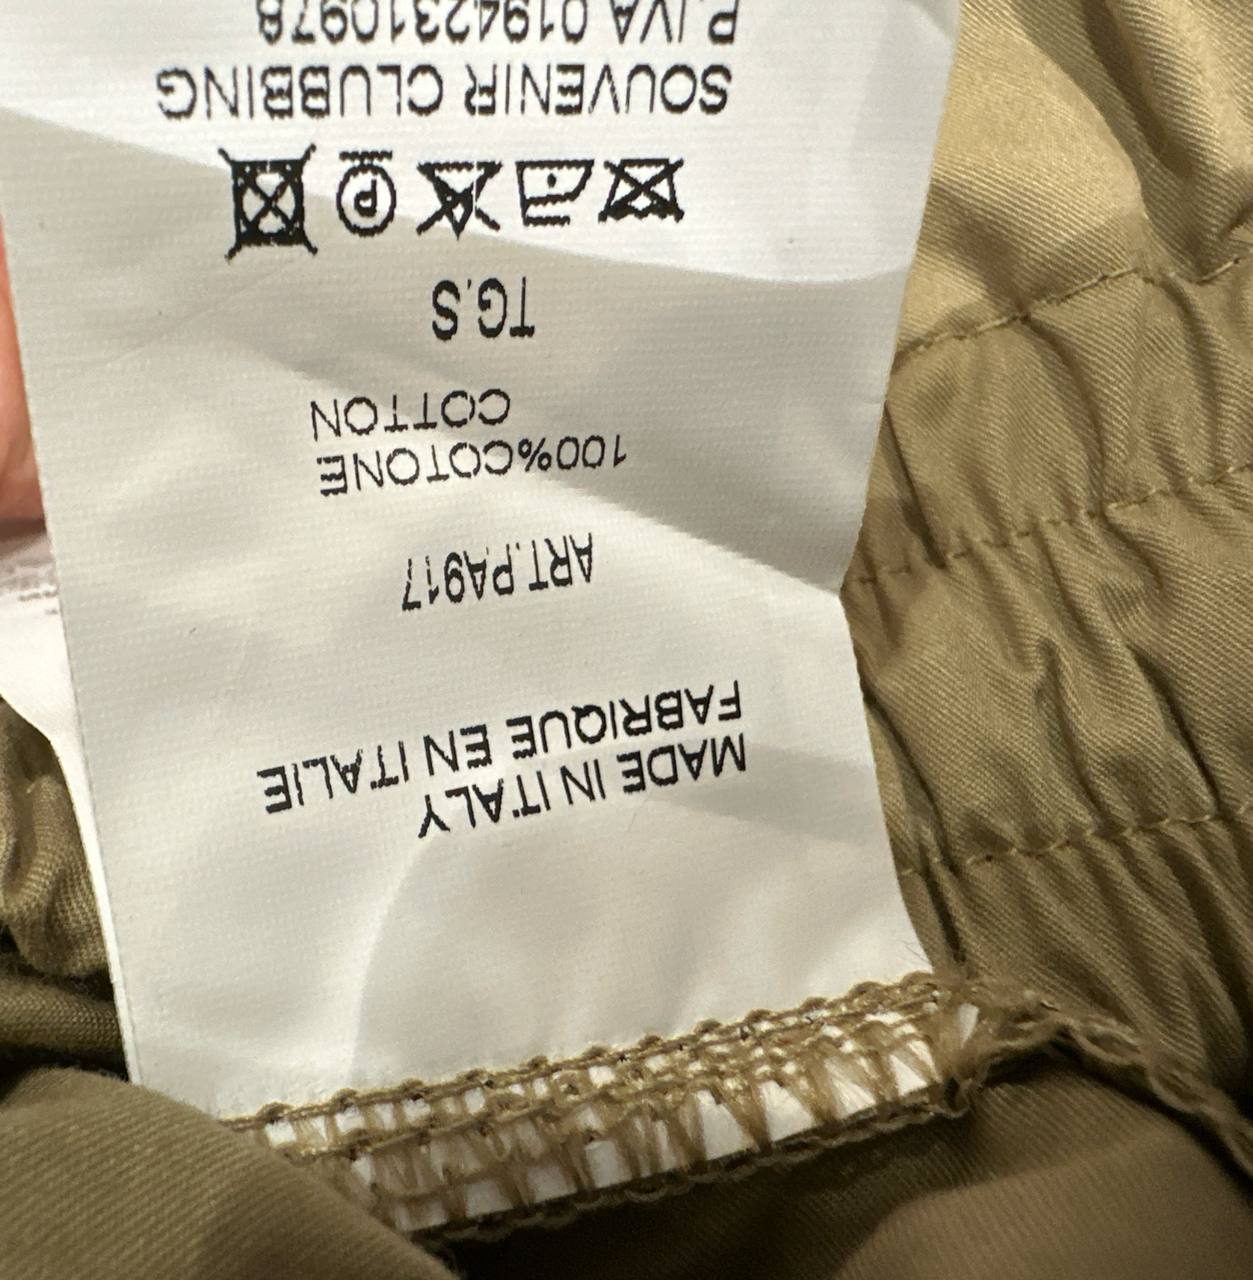 MADE IN ITALY
FABRIQUE EN ITALIE
ART.PA917
100%COTONE
COTTON
TG.S
P
SOUVENIR CLUBBING
P.IVA 01942310978